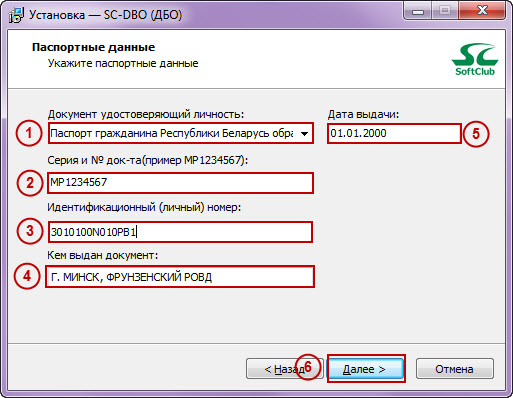 Установка — SC-DBO (ДБО)
Паспортные данные
Укажите паспортные данные
SC
SoftClub
Документ удостоверяющий личность:
Дата выдачи:
1
Паспорт гражданина Республики Беларусь обра
01.01.2000
5
Серия и № док-та(пример MP1234567):
2
MP1234567
Идентификационный (личный) номер:
3
3010100N010PB1
Кем выдан документ:
4
Г. МИНСК, ФРУНЗЕНСКИЙ РОВД
< Назад
6
Далее >
Отмена